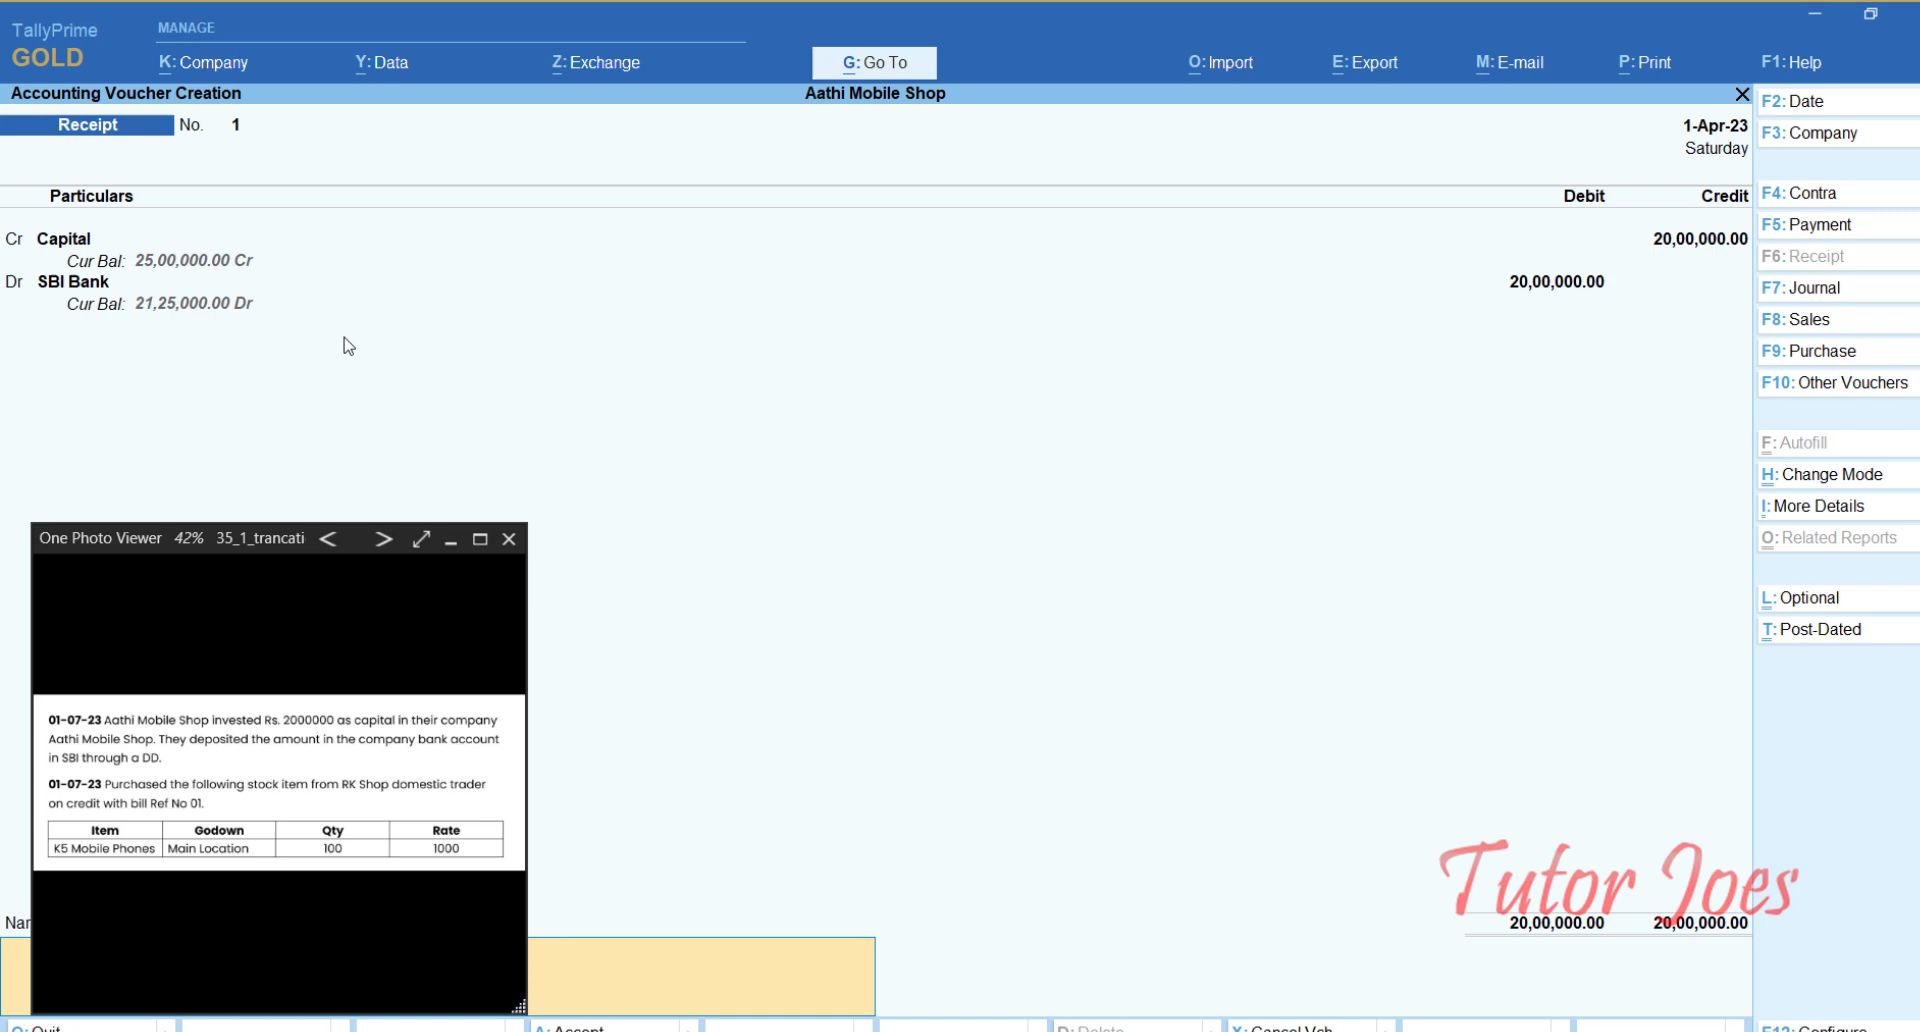 TallyPrime
GOLD
MANAGE
K: Company Y: Data Z: Exchange G: Go To O: Import E: Export M: E-mail P: Print F1: Help
Accounting Voucher Creation Aathi Mobile Shop
Receipt No. 1 1-Apr-23
Saturday
Particulars Debit Credit
Cr Capital 20,00,000.00
Cur Bal: 25,00,000.00 Cr
Dr SBI Bank 20,00,000.00
Cur Bal: 21,25,000.00 Dr
F2: Date
F3: Company
F4: Contra
F5: Payment
F6: Receipt
F7: Journal
F8: Sales
F9: Purchase
F10: Other Vouchers
F: Autofill
H: Change Mode
I: More Details
O: Related Reports
L: Optional
T: Post-Dated
One Photo Viewer 42% 35_1_trancati
01-07-23 Aathi Mobile Shop invested Rs. 2000000 as capital in their company
Aathi Mobile Shop. They deposited the amount in the company bank account
in SBI through a DD.
01-07-23 Purchased the following stock item from RK Shop domestic trader
on credit with bill Ref No 01.
Item Godown Qty Rate
K5 Mobile Phones Main Location 100 1000
Tutor Joes
Nar 20,00,000.00 20,00,000.00
Q: Quit A: Accept D: Delete X: Cancel Vch F12: Configure